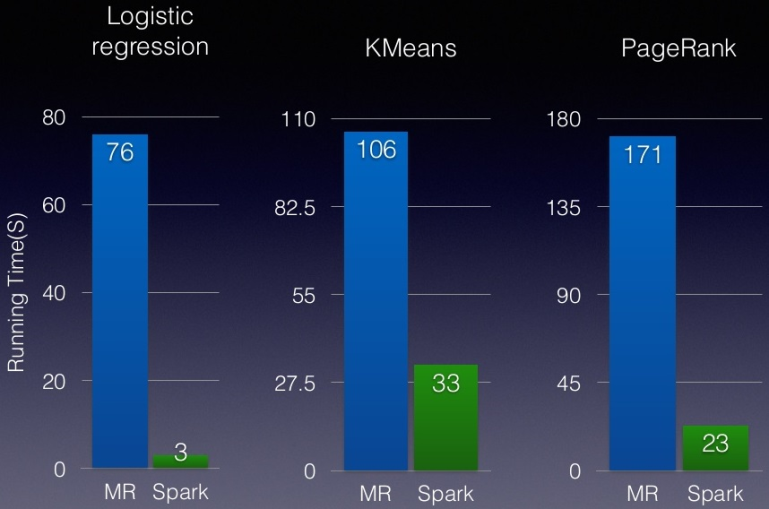 Logistic
regression
KMeans
PageRank
Running Time(S)
80
60
40
20
0
76
3
MR Spark
110
82.5
55
27.5
0
106
33
MR Spark
180
135
90
45
0
171
23
MR Spark